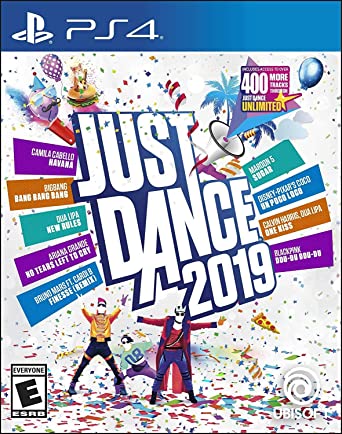 PS4
INCLUDES ACCESS TO OVER
400 MORE
TRACKS
THROUGH
JUST DANCE
UNLIMITED
JUST
DANCE
2019
CAMILA CABELLO
HAVANA
BIGBANG
BANG BANG BANG
DUA LIPA
NEW RULES
ARIANA GRANDE
NO TEARS LEFT TO CRY
BRUNO MARS FT. CARDI B
FINESSE (REMIX)
MAROON 5
SUGAR
DISNEY•PIXAR'S COCO
UN POCO LOCO
CALVIN HARRIS, DUA LIPA
ONE KISS
BLACKPINK
DDU-DU DDU-DU
EVERYONE
E
ESRB
UBISOFT